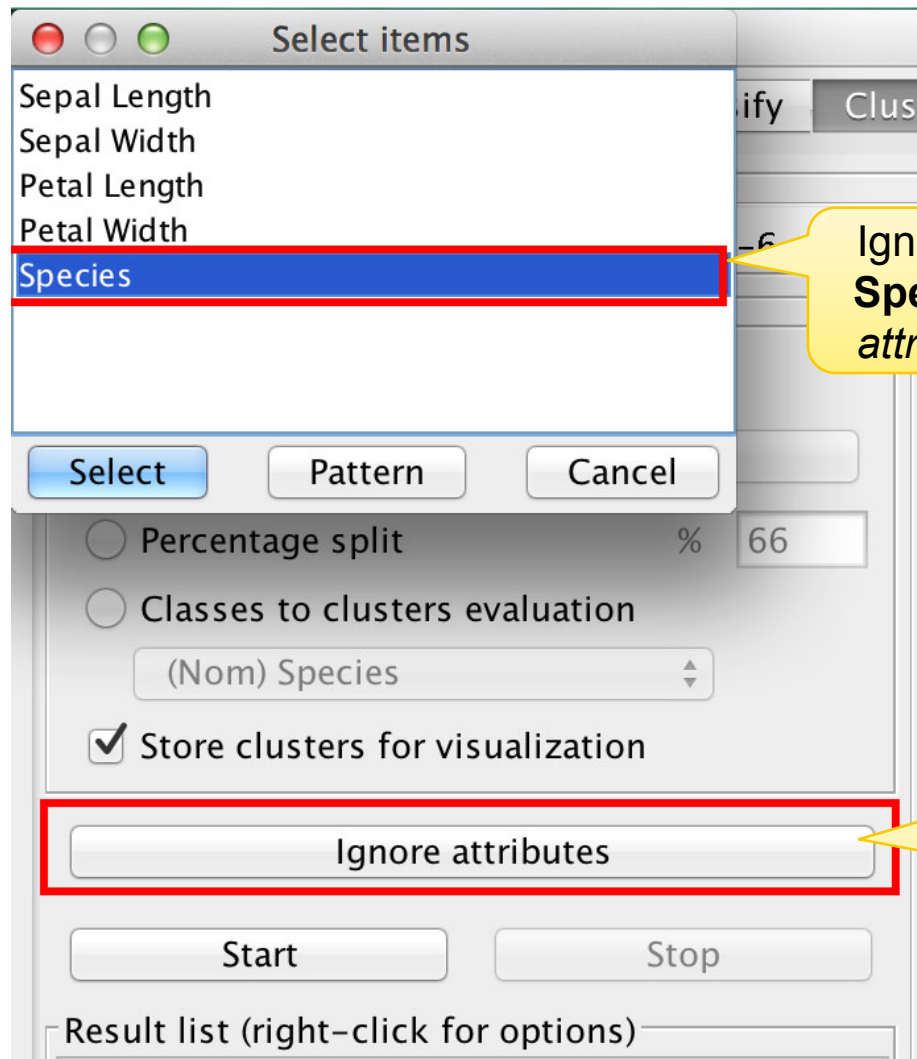 Select items
Sepal Length
Sepal Width
Petal Length
Petal Width
Species
Select Pattern Cancel
Percentage split % 66
Classes to clusters evaluation
(Nom) Species
Store clusters for visualization
Ignore attributes
Start Stop
Result list (right-click for options)